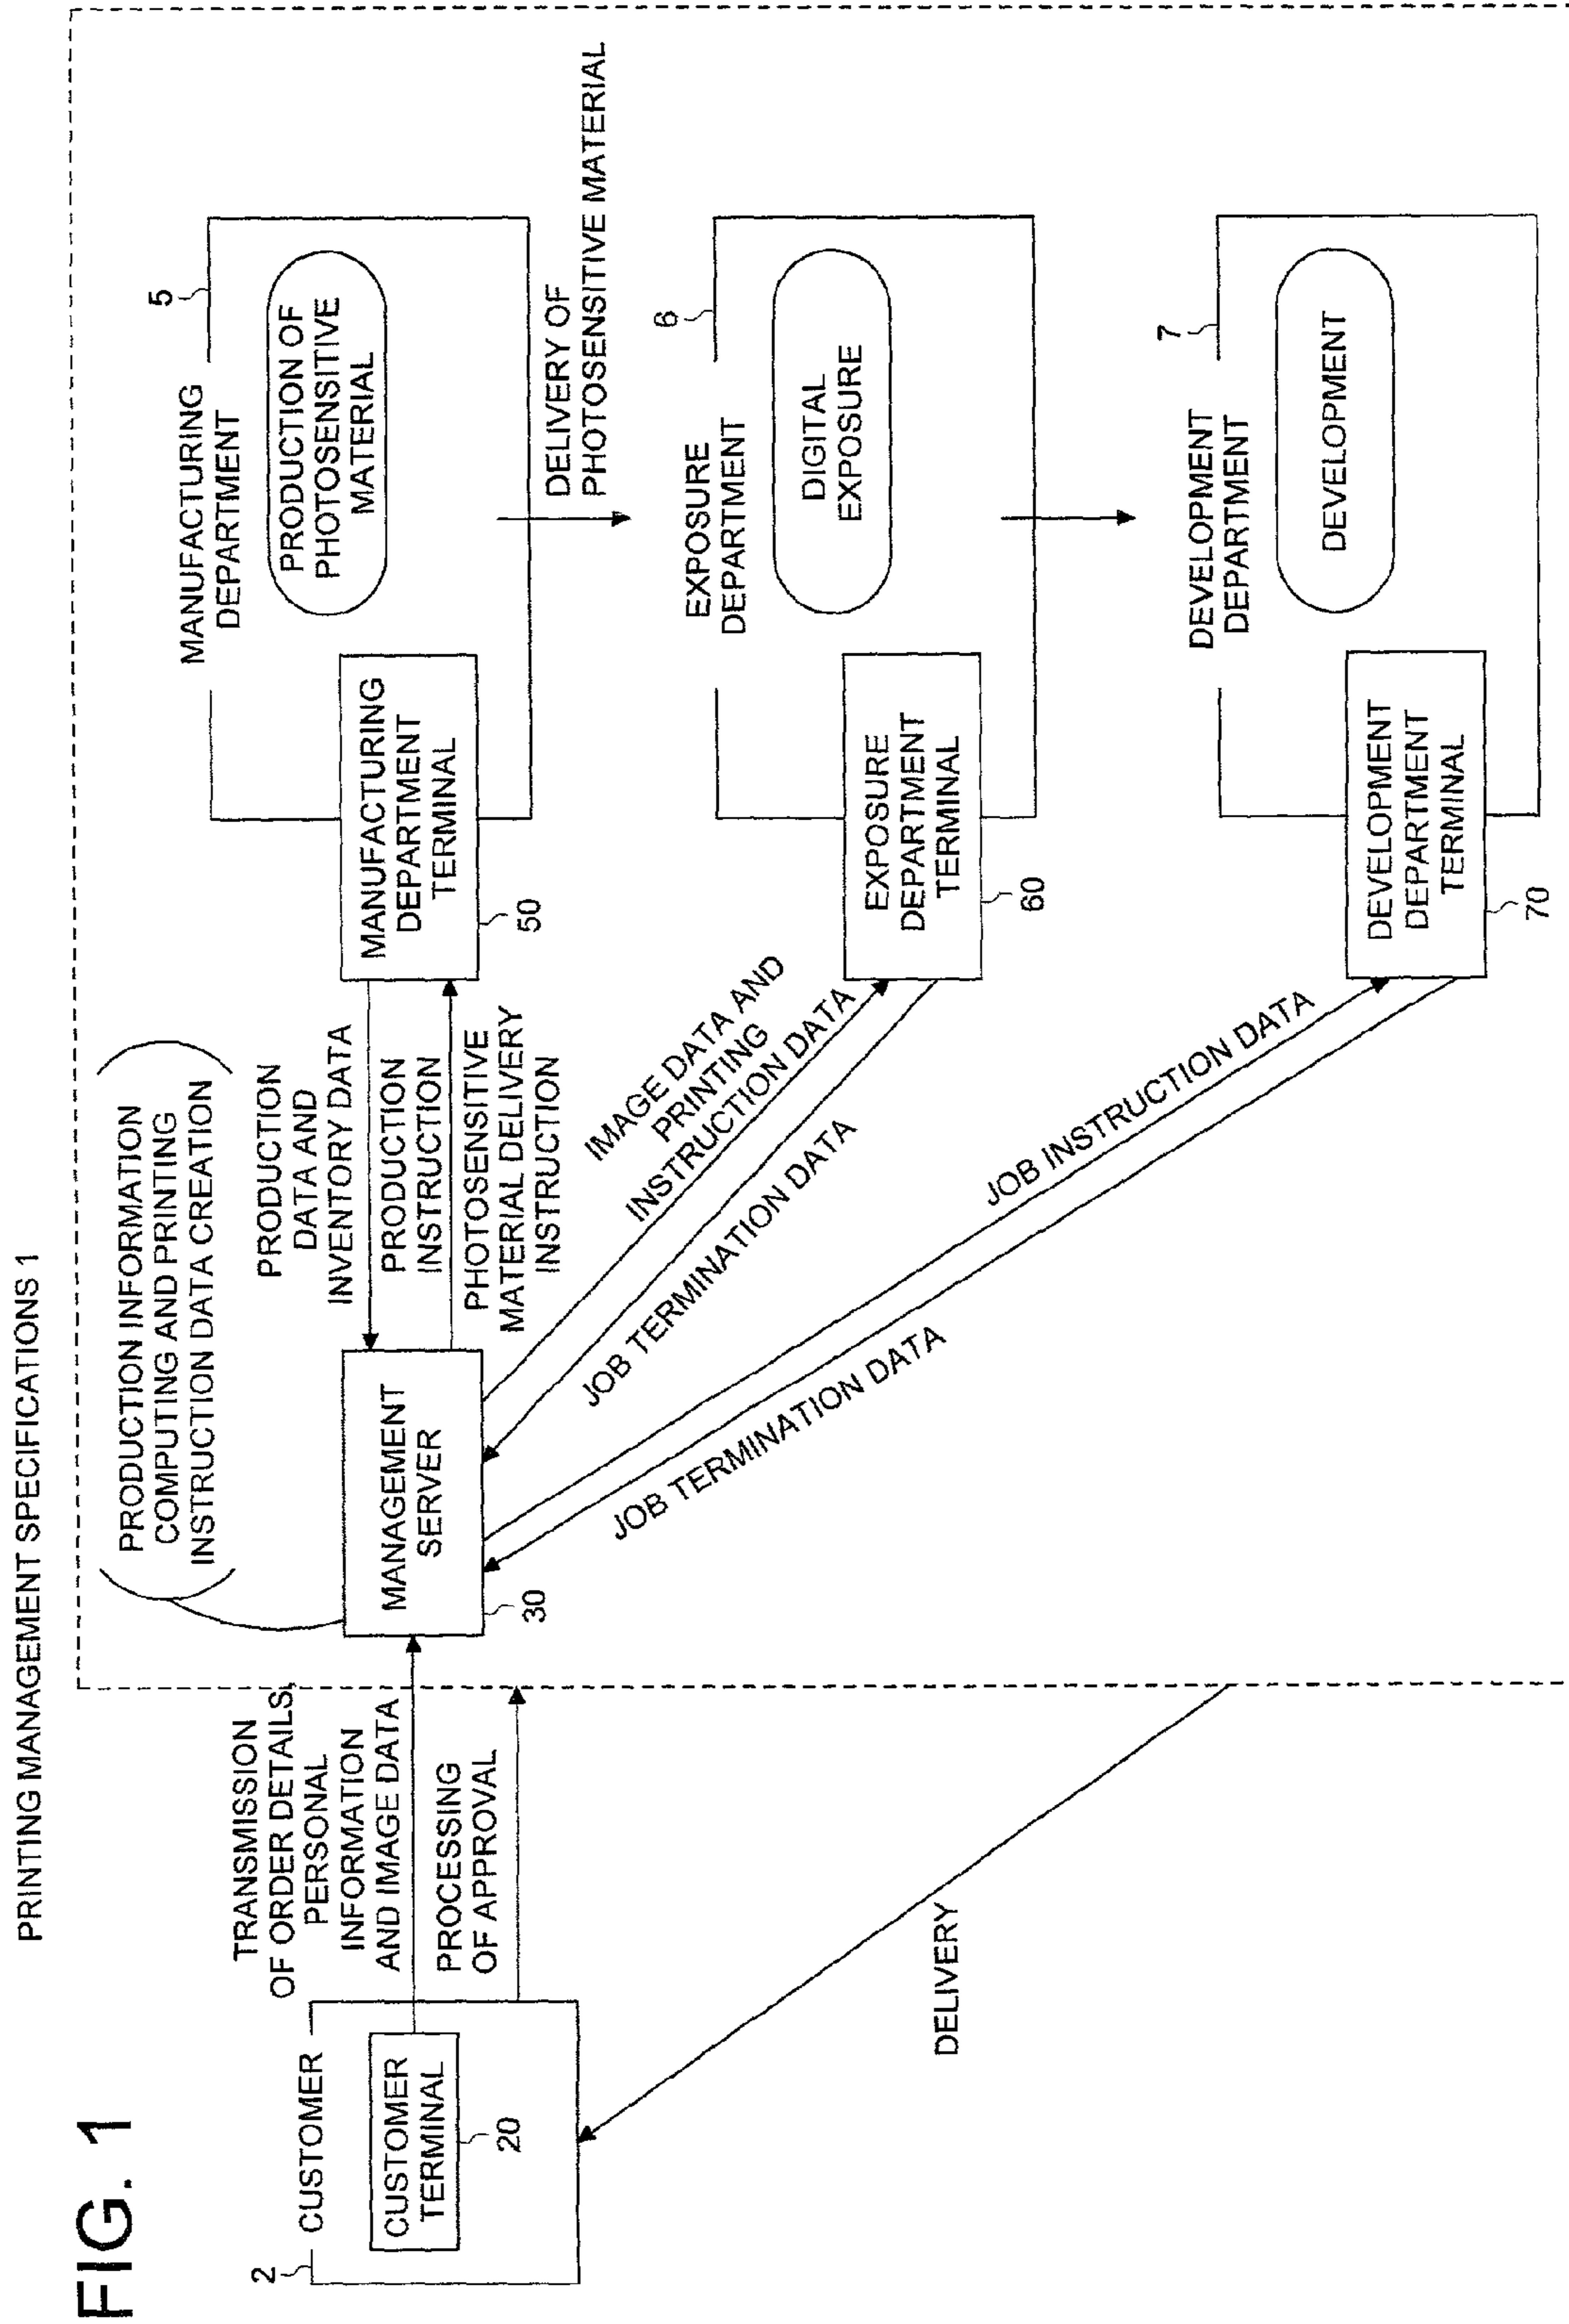 FIG. 1
PRINTING MANAGEMENT SPECIFICATIONS 1
2
CUSTOMER
CUSTOMER
TERMINAL
20
TRANSMISSION
OF ORDER DETAILS,
PERSONAL
INFORMATION
AND IMAGE DATA
PROCESSING
OF APPROVAL
DELIVERY
PRODUCTION INFORMATION
COMPUTING AND PRINTING
INSTRUCTION DATA CREATION
MANAGEMENT
SERVER
30
PRODUCTION
DATA AND
INVENTORY DATA
PRODUCTION
INSTRUCTION
PHOTOSENSITIVE
MATERIAL DELIVERY
INSTRUCTION
IMAGE DATA AND
PRINTING
INSTRUCTION DATA
JOB TERMINATION DATA
JOB INSTRUCTION DATA
JOB TERMINATION DATA
MANUFACTURING
DEPARTMENT
5
PRODUCTION OF
PHOTOSENSITIVE
MATERIAL
MANUFACTURING
DEPARTMENT
TERMINAL
50
DELIVERY OF
PHOTOSENSITIVE MATERIAL
EXPOSURE
DEPARTMENT
6
DIGITAL
EXPOSURE
EXPOSURE
DEPARTMENT
TERMINAL
60
DEVELOPMENT
DEPARTMENT
7
DEVELOPMENT
DEVELOPMENT
DEPARTMENT
TERMINAL
70